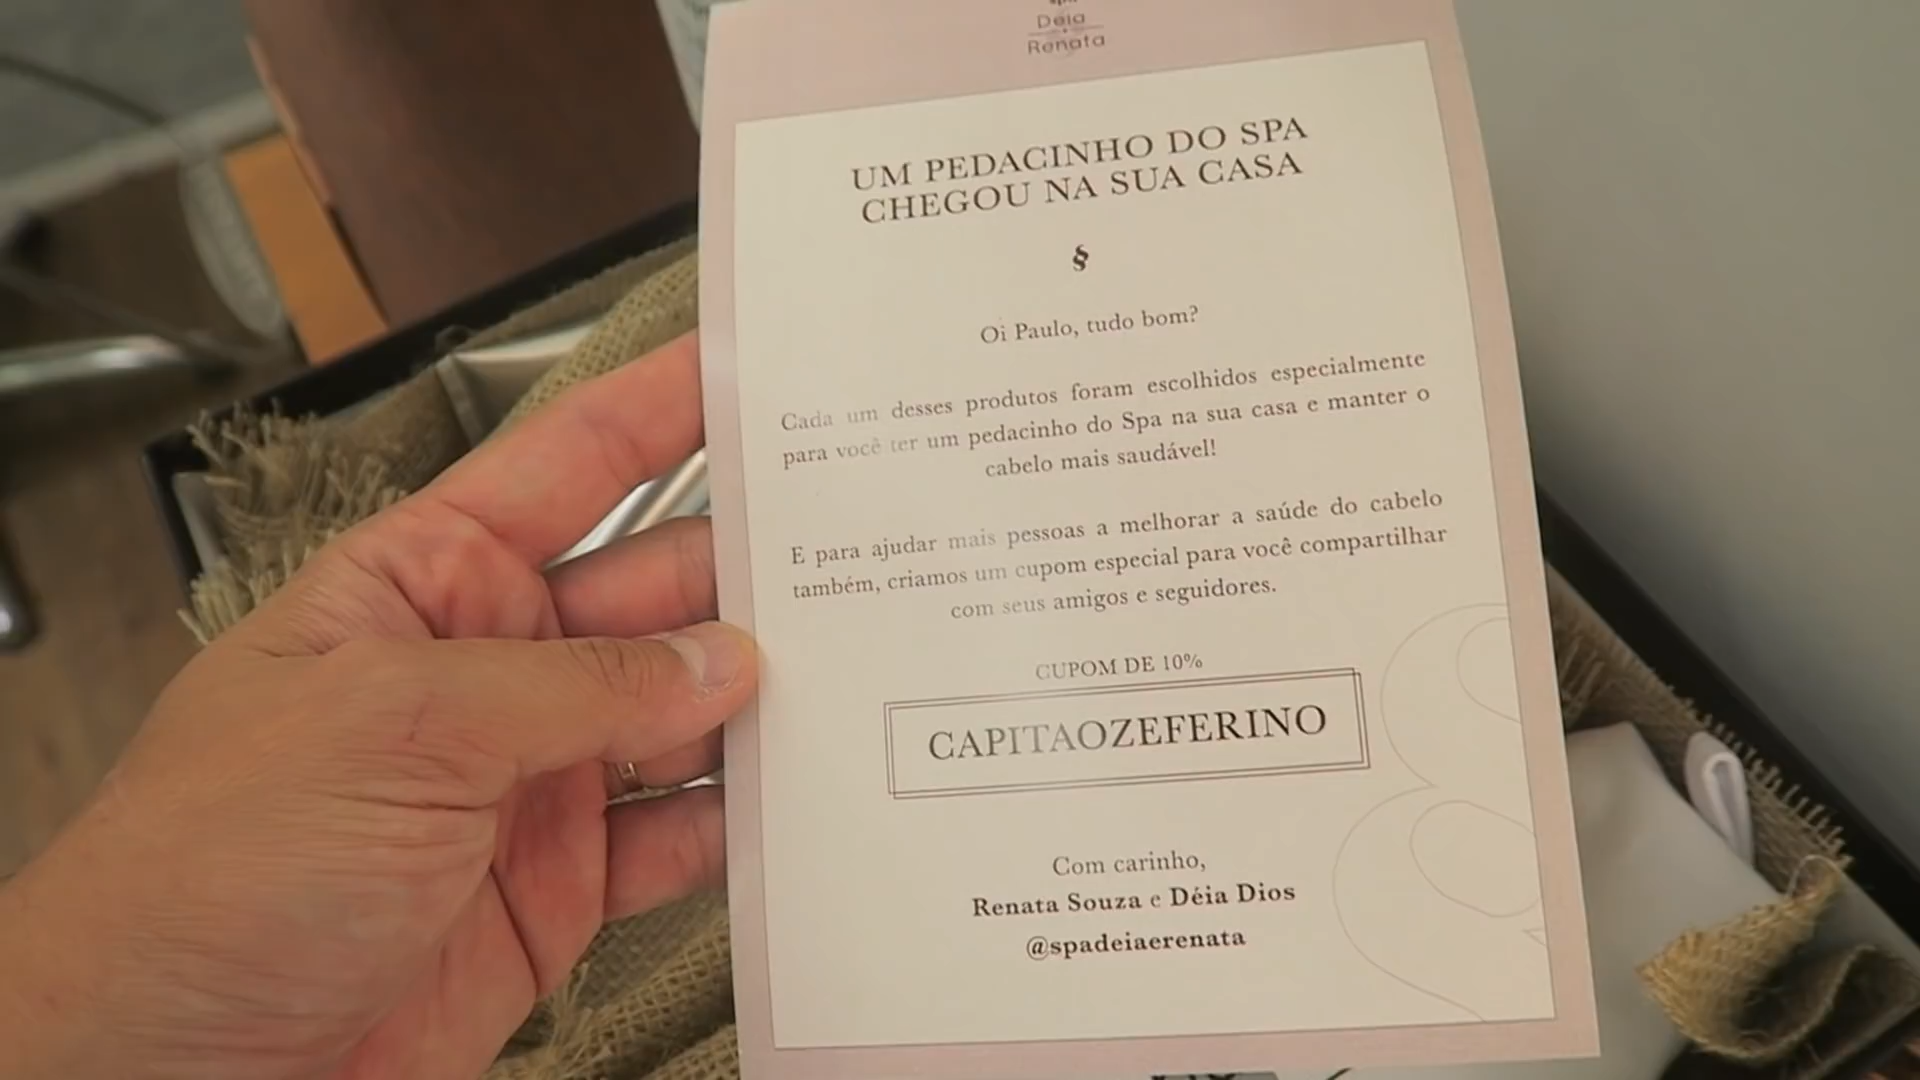 Déia
Renata
UM PEDACINHO DO SPA
CHEGOU NA SUA CASA
§
Oi Paulo, tudo bom?
Cada um desses produtos foram escolhidos especialmente
para você ter um pedacinho do Spa na sua casa e manter o
cabelo mais saudável!
E para ajudar mais pessoas a melhorar a saúde do cabelo
também, criamos um cupom especial para você compartilhar
com seus amigos e seguidores.
CUPOM DE 10%
CAPITAOZEFERINO
Com carinho,
Renata Souza e Déia Dios
@spadeiaerenata